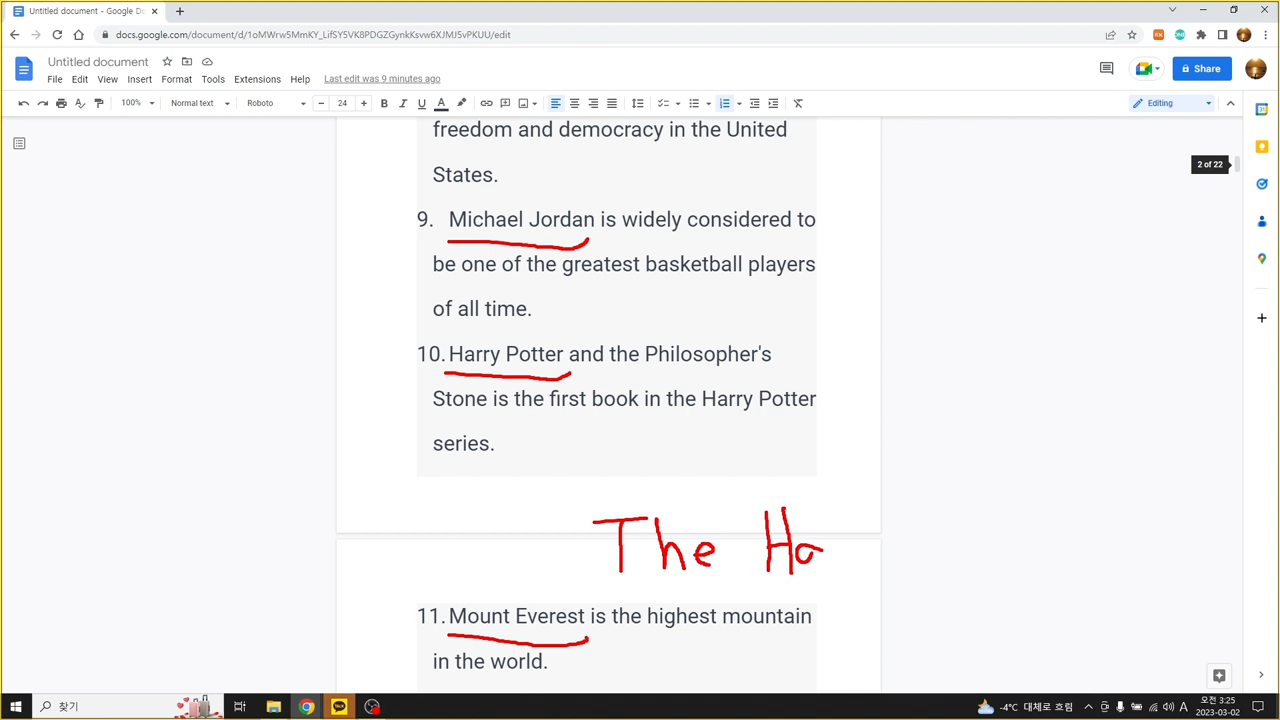 Untitled document - Google Doc
docs.google.com/document/d/1oMWrw5MmKY_LifSY5VK8PDGZGynkKsvw6XJMJ5vPKUU/edit
Untitled document
File Edit View Insert Format Tools Extensions Help Last edit was 9 minutes ago
Share
100% Normal text Roboto 24 Editing
freedom and democracy in the United
States.
2 of 22
9. Michael Jordan is widely considered to
be one of the greatest basketball players
of all time.
10. Harry Potter and the Philosopher's
Stone is the first book in the Harry Potter
series.
The Ha
11. Mount Everest is the highest mountain
in the world.
찾기
TALK
-4°C 대체로 흐림
A
오전 3:25
2023-03-02